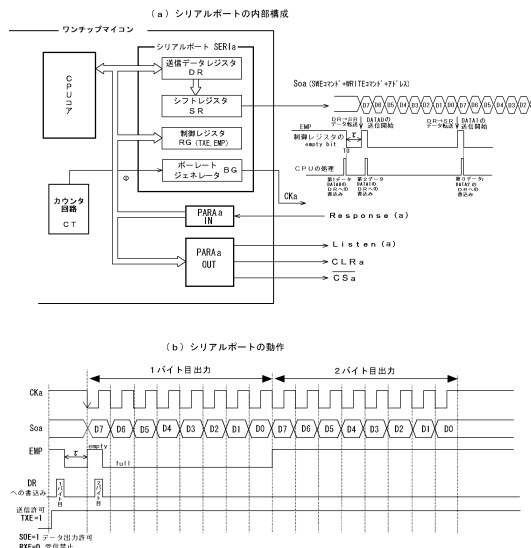 (a) シリアルポートの内部構成
ワンチップマイコン
シリアルポート SERIa
CPUコア
送信データレジスタ
DR
シフトレジスタ
SR
制御レジスタ
RG (TXE, EMP)
ボーレート
ジェネレータ BG
Φ
カウンタ
回路
CT
PARAa
IN
PARAa
OUT
CKa
Response (a)
Listen (a)
CLRa
CSa
Soa (SWEコマンド+WRITEコマンド+アドレス)
D7 D6 D5 D4 D3 D2 D1 D0 D7 D6 D5 D4 D3 D2
DR→SR
データ転送
DATA0の
送信開始
DR→SR
データ転送
DATA1の
送信開始
EMP
制御レジスタの
empty bit
τ
T0
CPUの処理
第1データ
DATA0の
DRへの
書込み
第2データ
DATA1の
DRへの
書込み
第3データ
DATA2の
DRへの
書込み
(b) シリアルポートの動作
1バイト目出力
2バイト目出力
CKa
Soa
D7 D6 D5 D4 D3 D2 D1 D0 D7 D6 D5 D4 D3 D2 D1 D0
EMP
τ
empty
full
DR
への書込み
1バイト目
2バイト目
送信許可
TXE=1
SOE=1 データ出力許可
RXE=0 受信禁止